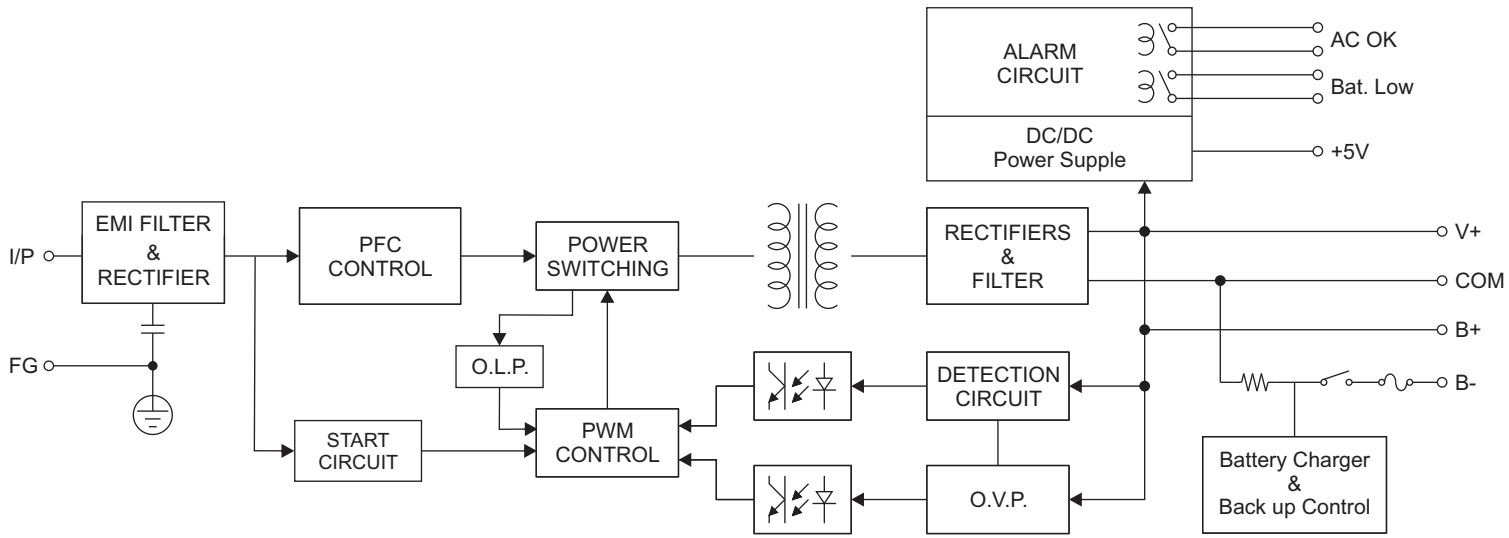 ALARM
CIRCUIT
AC OK
Bat. Low
DC/DC
Power Supply
+5V
I/P
EMI FILTER
&
RECTIFIER
PFC
CONTROL
POWER
SWITCHING
RECTIFIERS
&
FILTER
V+
COM
B+
B-
FG
O.L.P.
DETECTION
CIRCUIT
START
CIRCUIT
PWM
CONTROL
O.V.P.
Battery Charger
&
Back up Control